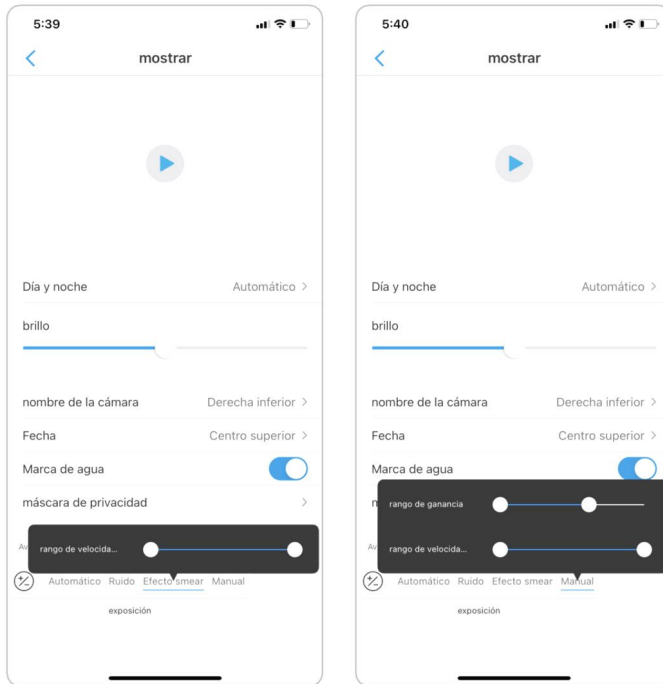 5:39
mostrar
Día y noche
Automático
brillo
nombre de la cámara
Derecha inferior
Fecha
Centro superior
Marca de agua
máscara de privacidad
Av
rango de velocida...
Automático Ruido Efecto smear Manual
exposición
5:40
mostrar
Día y noche
Automático
brillo
nombre de la cámara
Derecha inferior
Fecha
Centro superior
Marca de agua
rango de ganancia
Av
rango de velocida...
Automático Ruido Efecto smear Manual
exposición